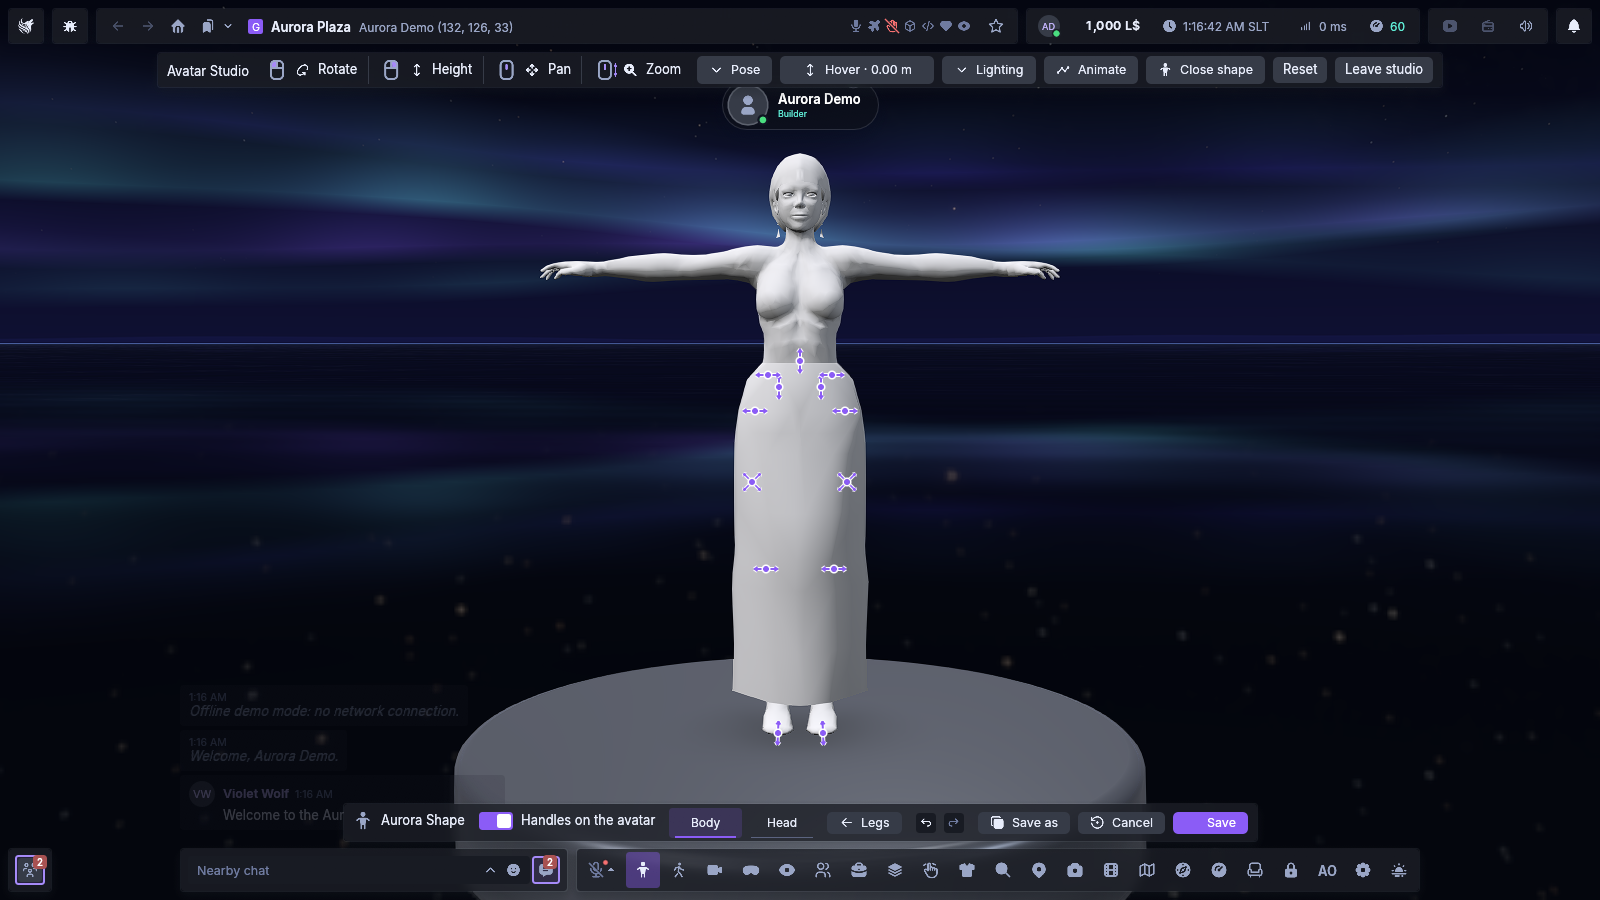 Aurora Plaza Aurora Demo (132, 126, 33)
AD 1,000 L$ 1:16:42 AM SLT 0 ms 60
Avatar Studio Rotate Height Pan Zoom Pose Hover · 0.00 m Lighting Animate Close shape Reset Leave studio
Aurora Demo
Builder
1:16 AM
Offline demo mode: no network connection.
1:16 AM
Welcome, Aurora Demo.
VW Violet Wolf 1:16 AM
Welcome to the Aur
Aurora Shape Handles on the avatar Body Head Legs Save as Cancel Save
2 Nearby chat 2 AO